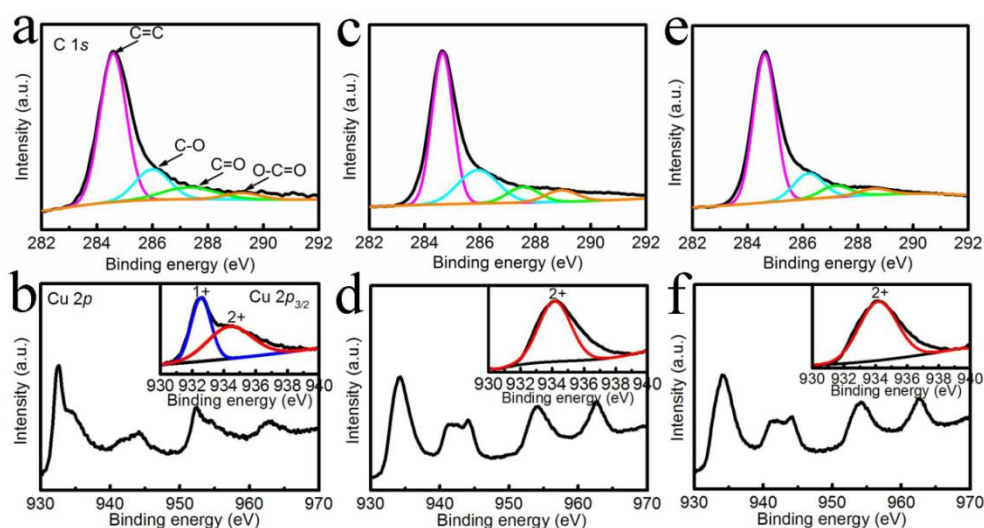 a
C 1s
C=C
C-O
C=O
O-C=O
Intensity (a.u.)
282 284 286 288 290 292
Binding energy (eV)
c
Intensity (a.u.)
282 284 286 288 290 292
Binding energy (eV)
e
Intensity (a.u.)
282 284 286 288 290 292
Binding energy (eV)
b
Cu 2p
1+
2+
Cu 2p3/2
930 932 934 936 938 940
Binding energy (eV)
Intensity (a.u.)
930 940 950 960 970
Binding energy (eV)
d
2+
930 932 934 936 938 940
Binding energy (eV)
Intensity (a.u.)
930 940 950 960 970
Binding energy (eV)
f
2+
930 932 934 936 938 940
Binding energy (eV)
Intensity (a.u.)
930 940 950 960 970
Binding energy (eV)